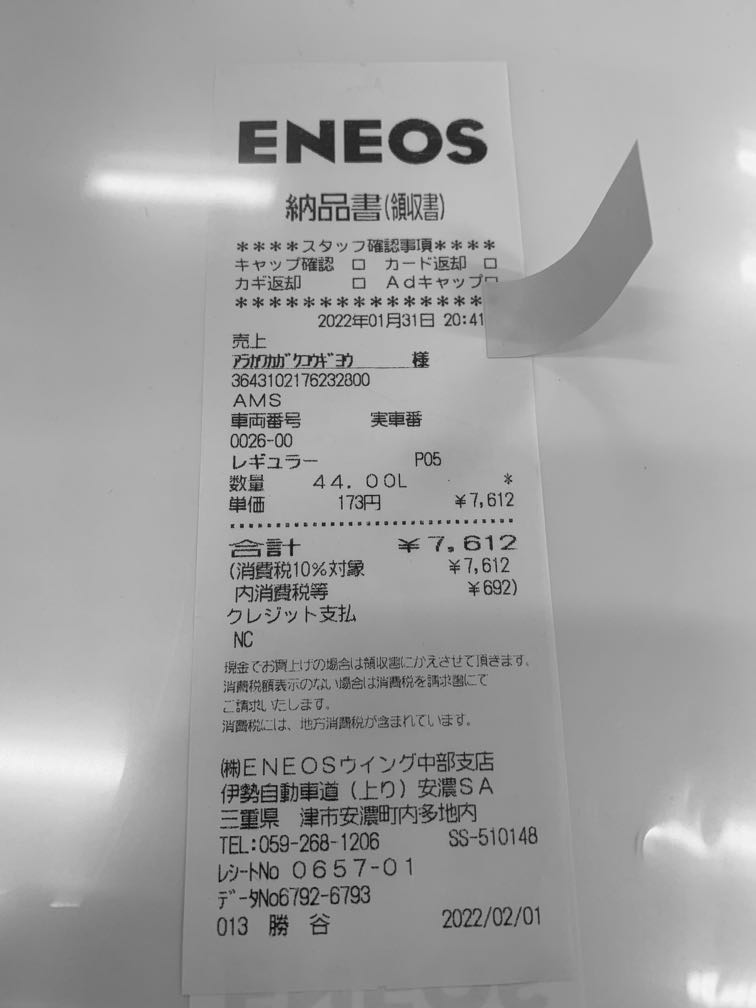 ENEOS
納品書(領収書)
****スタッフ確認事項****
キャップ確認 □ カード返却 □
カギ返却 □ Adキャップ□
***************
2022年01月31日 20:41
売上
ｱﾗｶﾜｶｶﾞｸｺｳｷﾞﾖｳ 様
3643102176232800
AMS
車両番号 実車番
0026-00
レギュラー P05
数量 44.00L *
単価 173円 ¥7,612
合計 ¥7,612
(消費税10%対象 ¥7,612
内消費税等 ¥692)
クレジット支払
NC
現金でお買上げの場合は領収書にかえさせて頂きます。
消費税額表示のない場合は消費税を請求書にて
ご請求いたします。
消費税には、地方消費税が含まれています。
㈱ENEOSウイング中部支店
伊勢自動車道(上り)安濃SA
三重県 津市安濃町内多地内
TEL:059-268-1206 SS-510148
ﾚｼｰﾄNo 0657-01
ﾃﾞｰﾀNo6792-6793
013 勝 谷 2022/02/01